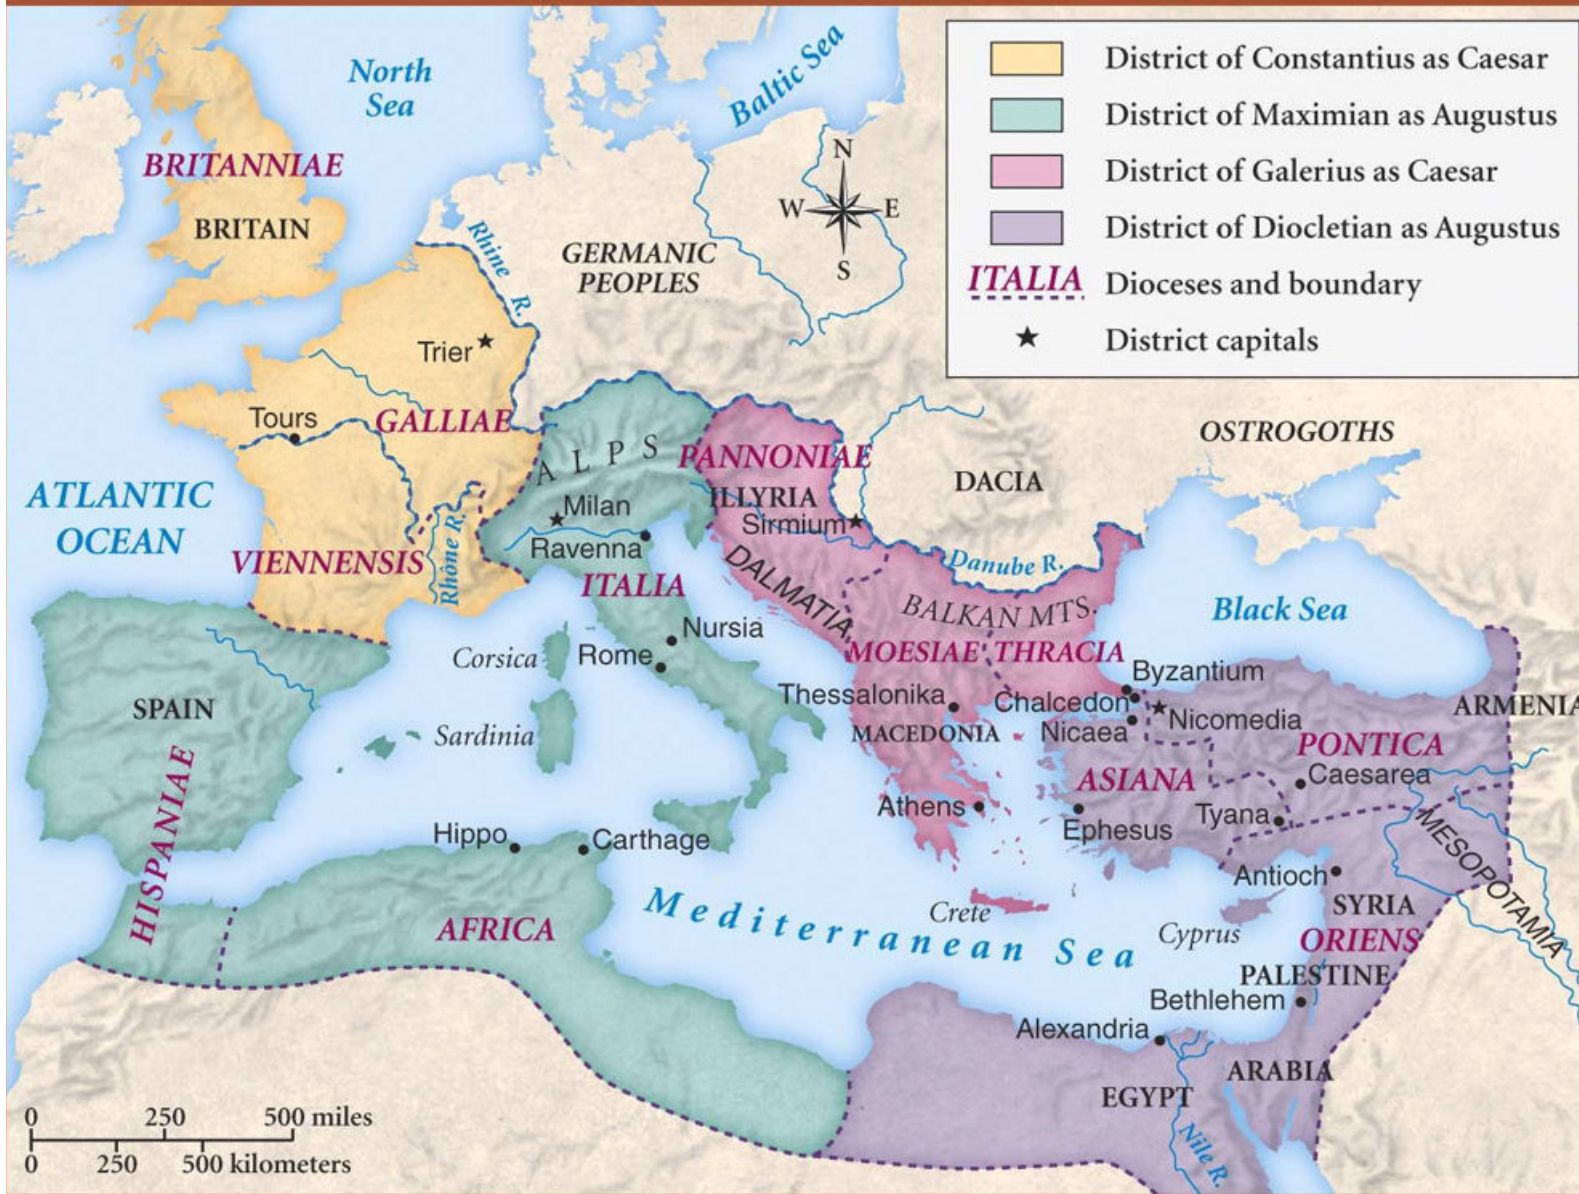 North
Sea
Baltic Sea
District of Constantius as Caesar
District of Maximian as Augustus
District of Galerius as Caesar
District of Diocletian as Augustus
ITALIA Dioceses and boundary
District capitals
N
W E
S
BRITANNIAE
BRITAIN
Rhine R.
GERMANIC
PEOPLES
Trier
Tours
GALLIAE
ALPS
PANNONIAE
ILLYRIA
Sirmium
DACIA
OSTROGOTHS
ATLANTIC
OCEAN
Milan
Ravenna
VIENNENSIS
Rhône R.
ITALIA
DALMATIA
Danube R.
BALKAN MTS.
Black Sea
Nursia
Rome
Corsica
MOESIAE
THRACIA
Byzantium
SPAIN
Thessalonika
Chalcedon
Nicomedia
ARMENIA
Sardinia
MACEDONIA
Nicaea
PONTICA
HISPANIAE
ASIANA
Caesarea
Athens
Ephesus
Tyana
MESOPOTAMIA
Hippo
Carthage
Antioch
SYRIA
Mediterranean Sea
Crete
Cyprus
ORIENS
AFRICA
PALESTINE
Bethlehem
Alexandria
ARABIA
EGYPT
Nile R.
0 250 500 miles
0 250 500 kilometers